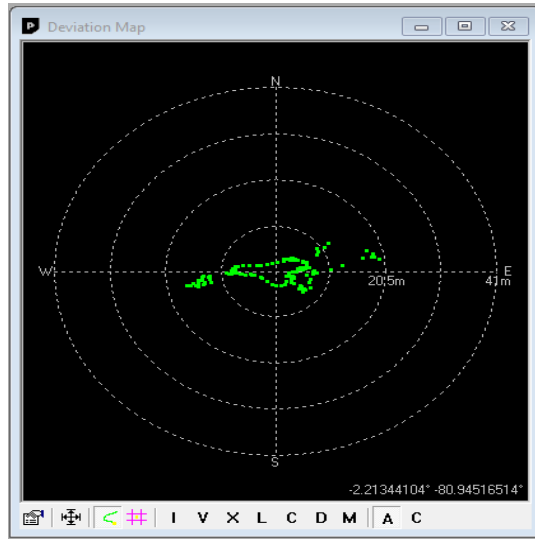 P Deviation Map
N
W E
20.5m 41m
S
-2.21344104° -80.94516514°
I V X L C D M A C